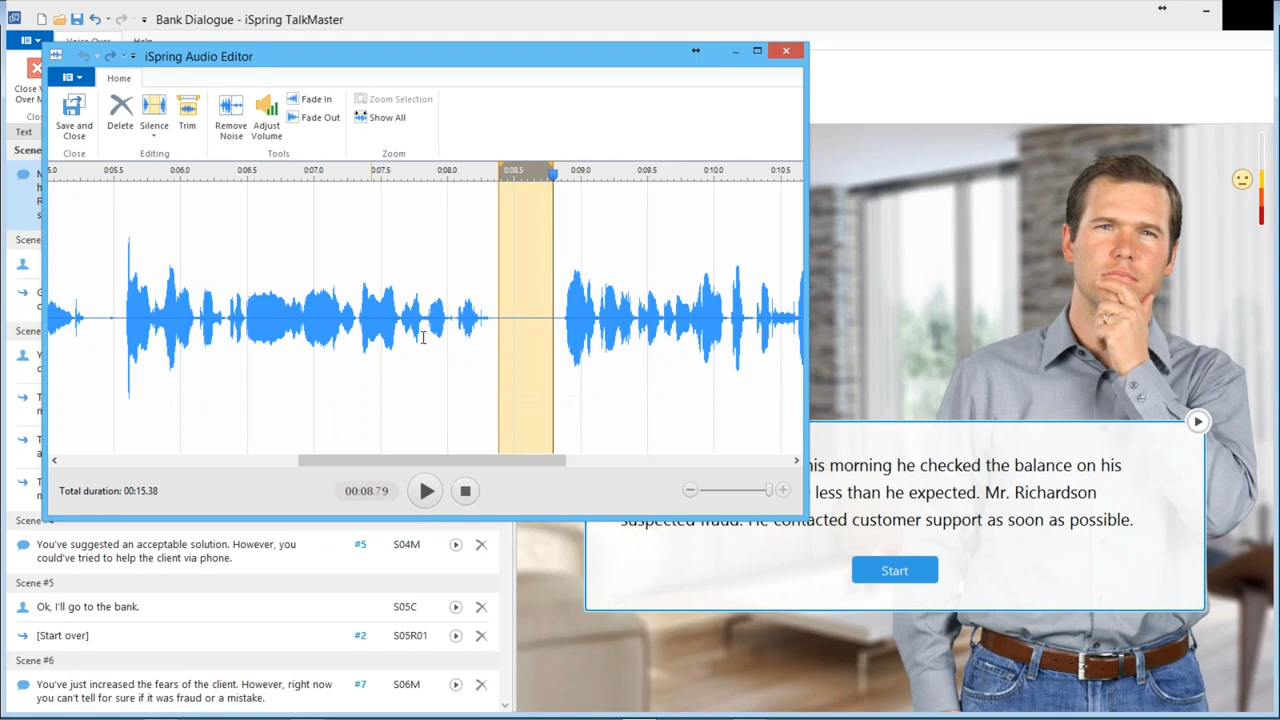 Bank Dialogue - iSpring TalkMaster
iSpring Audio Editor
Home
Save and Close
Delete
Silence
Trim
Remove Noise
Adjust Volume
Fade In
Fade Out
Zoom Selection
Show All
Close
Editing
Tools
Zoom
Close
Over M
Text
Scene
5.0 0:05.5 0:06.0 0:06.5 0:07.0 0:07.5 0:08.0 0:08.5 0:09.0 0:09.5 0:10.0 0:10.5
Scene
Scene
Total duration: 00:15.38
00:08.79
his morning he checked the balance on his
less than he expected. Mr. Richardson
suspected fraud. He contacted customer support as soon as possible.
Start
You've suggested an acceptable solution. However, you #5 S04M
could've tried to help the client via phone.
Scene #5
Ok, I'll go to the bank. S05C
[Start over] #2 S05R01
Scene #6
You've just increased the fears of the client. However, right now #7 S06M
you can't tell for sure if it was fraud or a mistake.